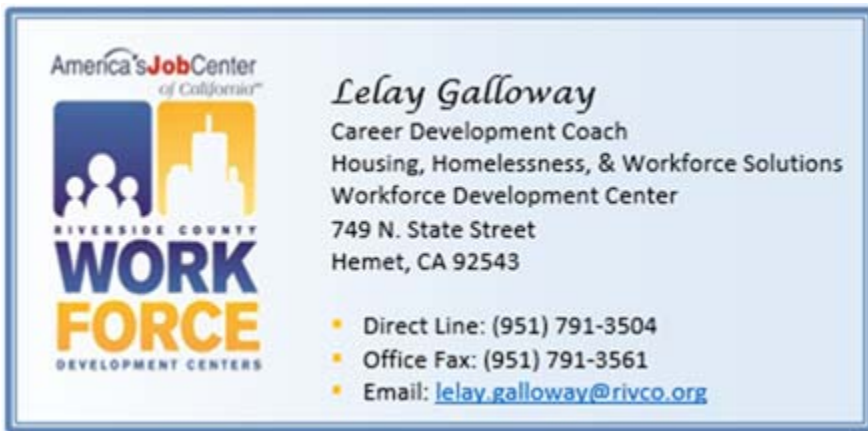 America'sJobCenter
of California℠
RIVERSIDE COUNTY
WORK
FORCE
DEVELOPMENT CENTERS
Lelay Galloway
Career Development Coach
Housing, Homelessness, & Workforce Solutions
Workforce Development Center
749 N. State Street
Hemet, CA 92543
Direct Line: (951) 791-3504
Office Fax: (951) 791-3561
Email: lelay.galloway@rivco.org